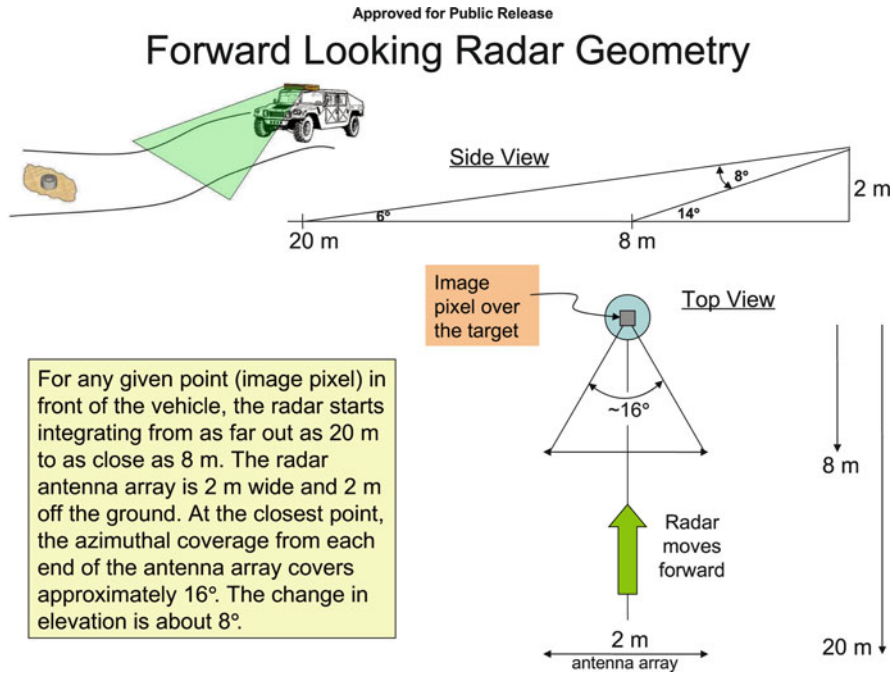 Approved for Public Release
Forward Looking Radar Geometry
Side View
8°
2 m
6°
14°
20 m
8 m
Image
pixel over
the target
Top View
~16°
8 m
Radar
moves
forward
2 m
antenna array
20 m
For any given point (image pixel) in
front of the vehicle, the radar starts
integrating from as far out as 20 m
to as close as 8 m. The radar
antenna array is 2 m wide and 2 m
off the ground. At the closest point,
the azimuthal coverage from each
end of the antenna array covers
approximately 16°. The change in
elevation is about 8°.